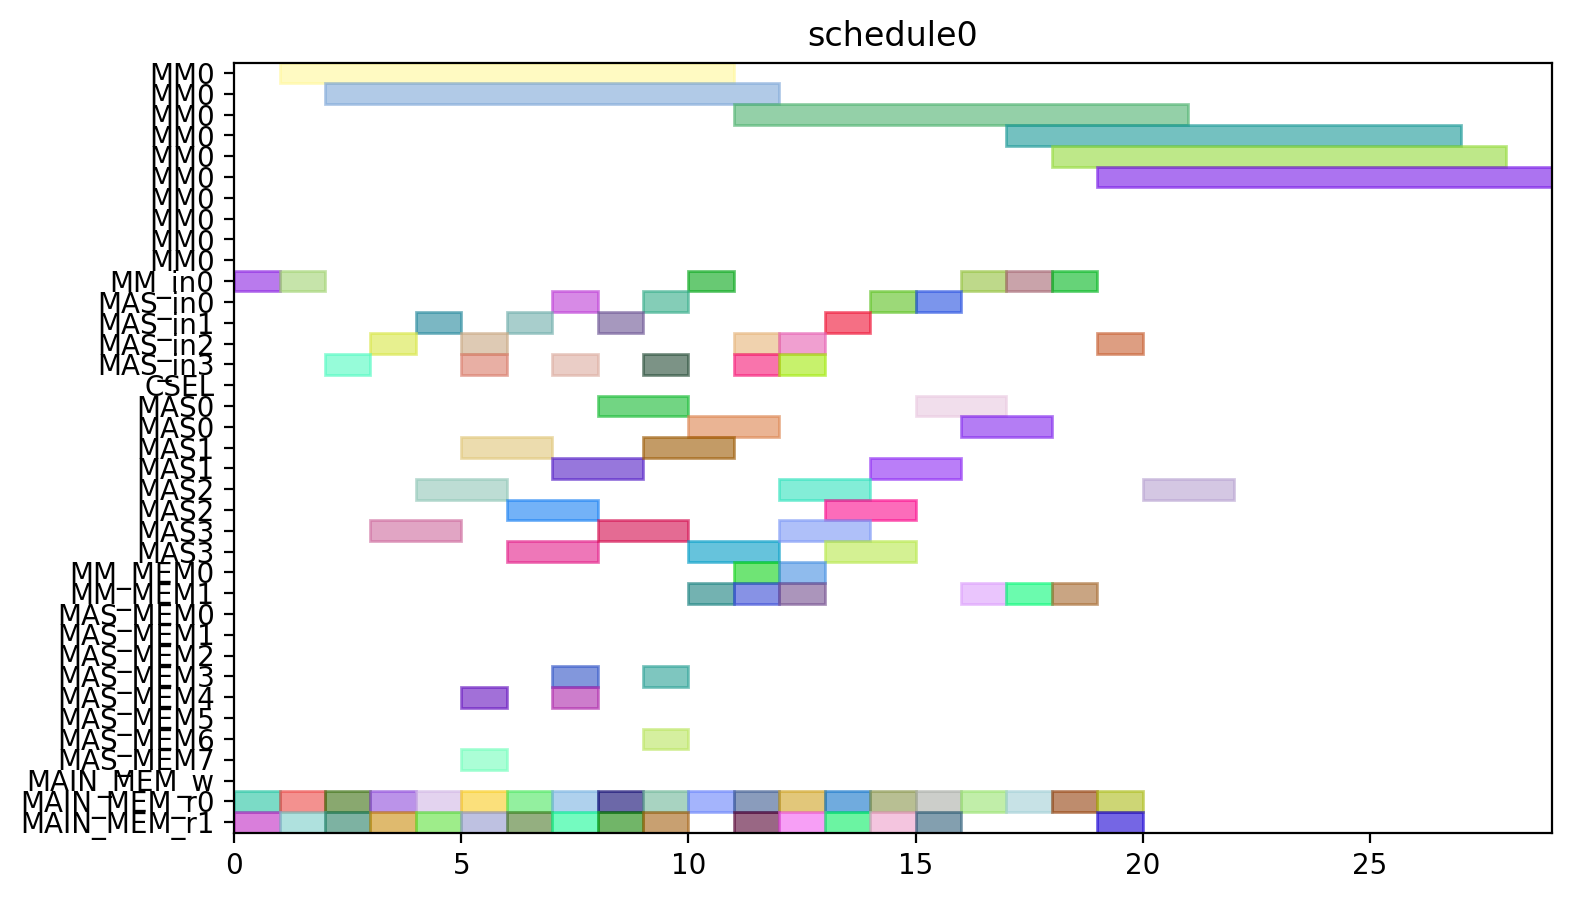 schedule0
MM0
MM0
MM0
MM0
MM0
MM0
MM0
MM0
MM0
MM0
MM_in0
MAS_in0
MAS_in1
MAS_in2
MAS_in3
CSEL
MAS0
MAS0
MAS1
MAS1
MAS2
MAS2
MAS3
MAS3
MM_MEM0
MM_MEM1
MAS_MEM0
MAS_MEM1
MAS_MEM2
MAS_MEM3
MAS_MEM4
MAS_MEM5
MAS_MEM6
MAS_MEM7
MAIN_MEM_w
MAIN_MEM_r0
MAIN_MEM_r1
0 5 10 15 20 25